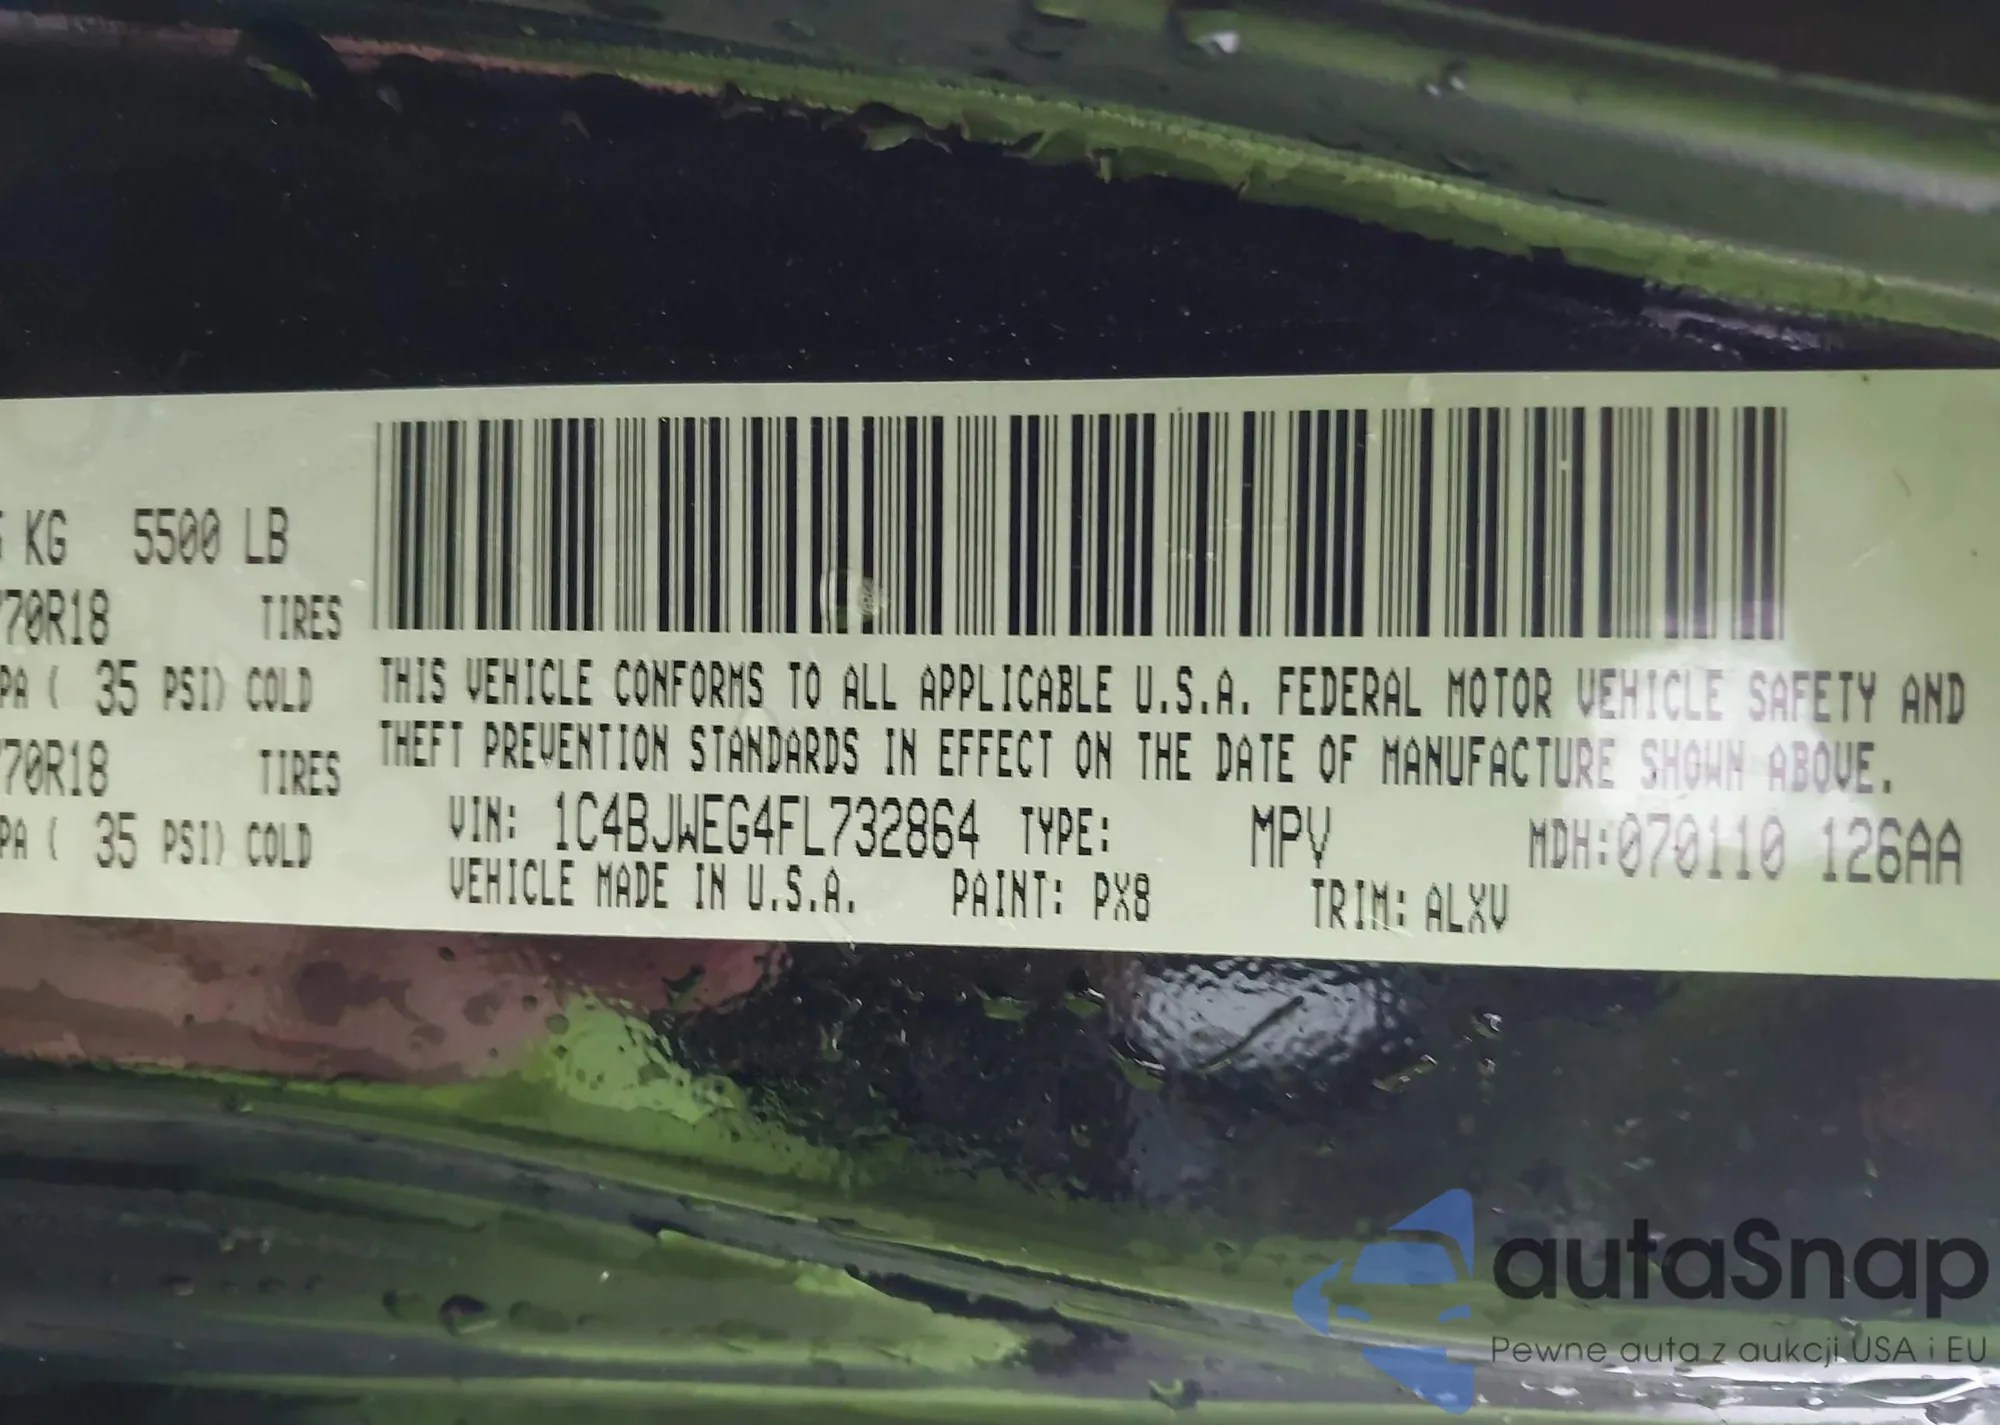 KG 5500 LB
70R18 TIRES
PA ( 35 PSI) COLD
70R18 TIRES
PA ( 35 PSI) COLD
THIS VEHICLE CONFORMS TO ALL APPLICABLE U.S.A. FEDERAL MOTOR VEHICLE SAFETY AND
THEFT PREVENTION STANDARDS IN EFFECT ON THE DATE OF MANUFACTURE SHOWN ABOVE.
VIN: 1C4BJWEG4FL732864 TYPE: MPV MDH:070110 126AA
VEHICLE MADE IN U.S.A. PAINT: PX8 TRIM: ALXV
autaSnap
Pewne auta z aukcji USA i EU